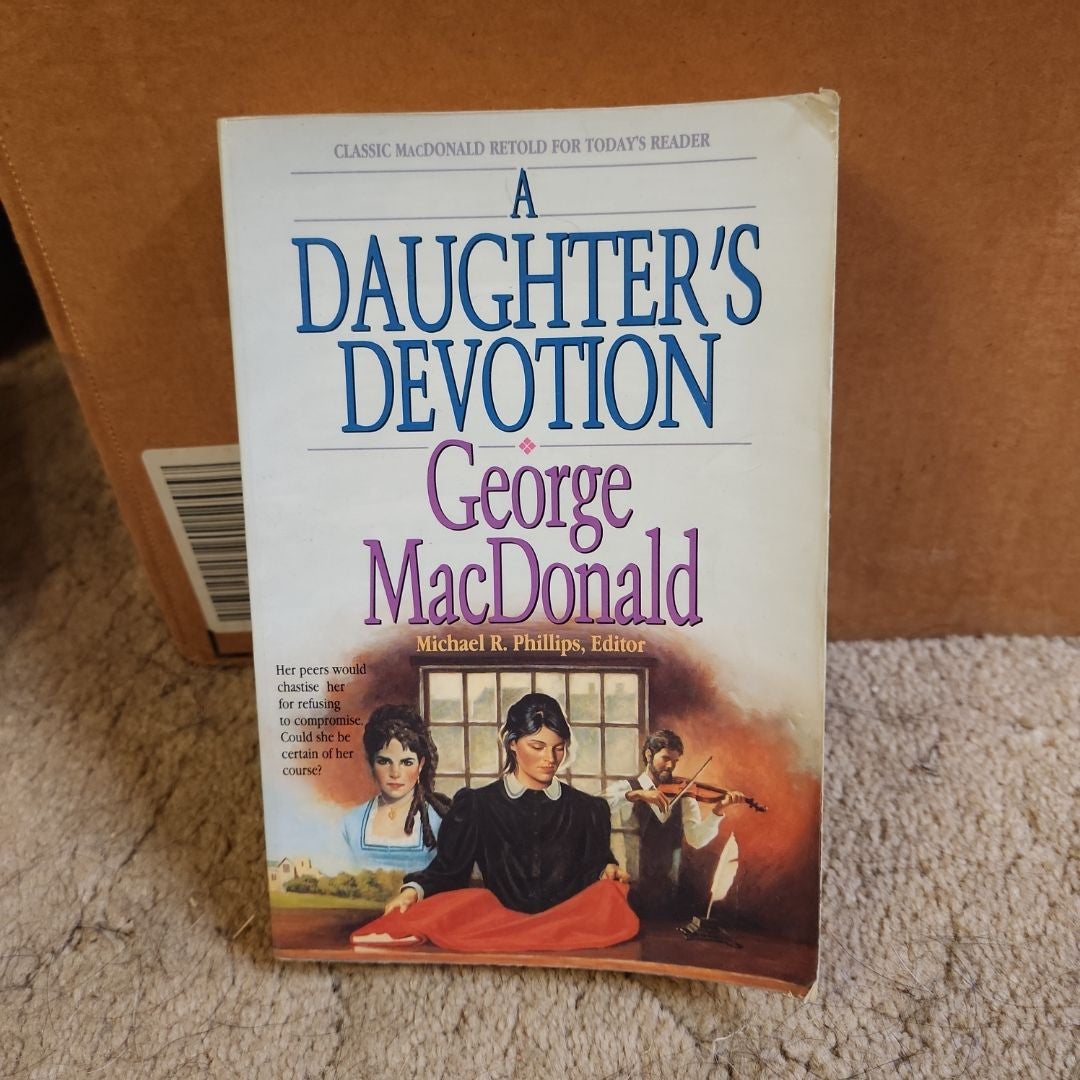 CLASSIC MACDONALD RETOLD FOR TODAY'S READER
A
DAUGHTER'S
DEVOTION
George
MacDonald
Michael R. Phillips, Editor
Her peers would
chastise her
for refusing
to compromise.
Could she be
certain of her
course?